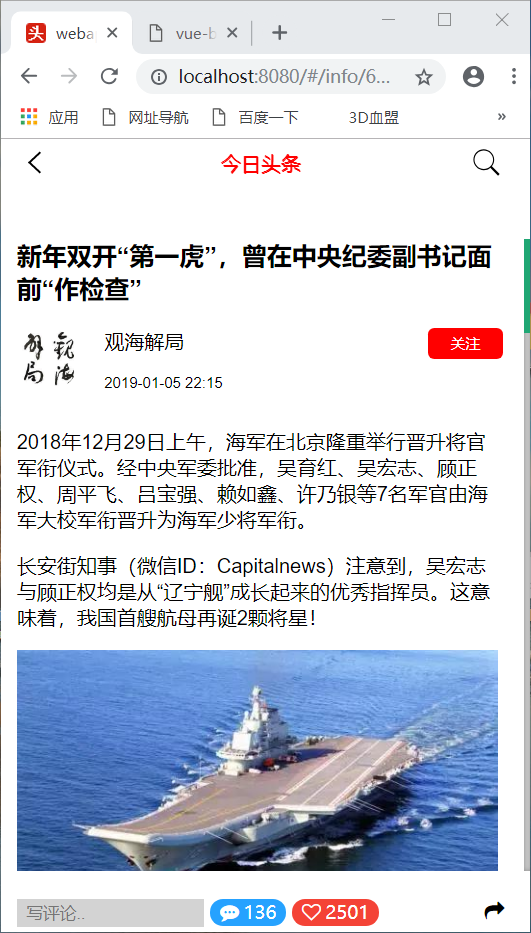 头 weba vue-b
localhost:8080/#/info/6...
应用 网址导航 百度一下 3D血盟 »
今日头条
新年双开“第一虎”，曾在中央纪委副书记面
前“作检查”
解观局海
观海解局
关注
2019-01-05 22:15
2018年12月29日上午，海军在北京隆重举行晋升将官
军衔仪式。经中央军委批准，吴育红、吴宏志、顾正
权、周平飞、吕宝强、赖如鑫、许乃银等7名军官由海
军大校军衔晋升为海军少将军衔。
长安街知事（微信ID：Capitalnews）注意到，吴宏志
与顾正权均是从“辽宁舰”成长起来的优秀指挥员。这意
味着，我国首艘航母再诞2颗将星！
写评论.. 136 2501